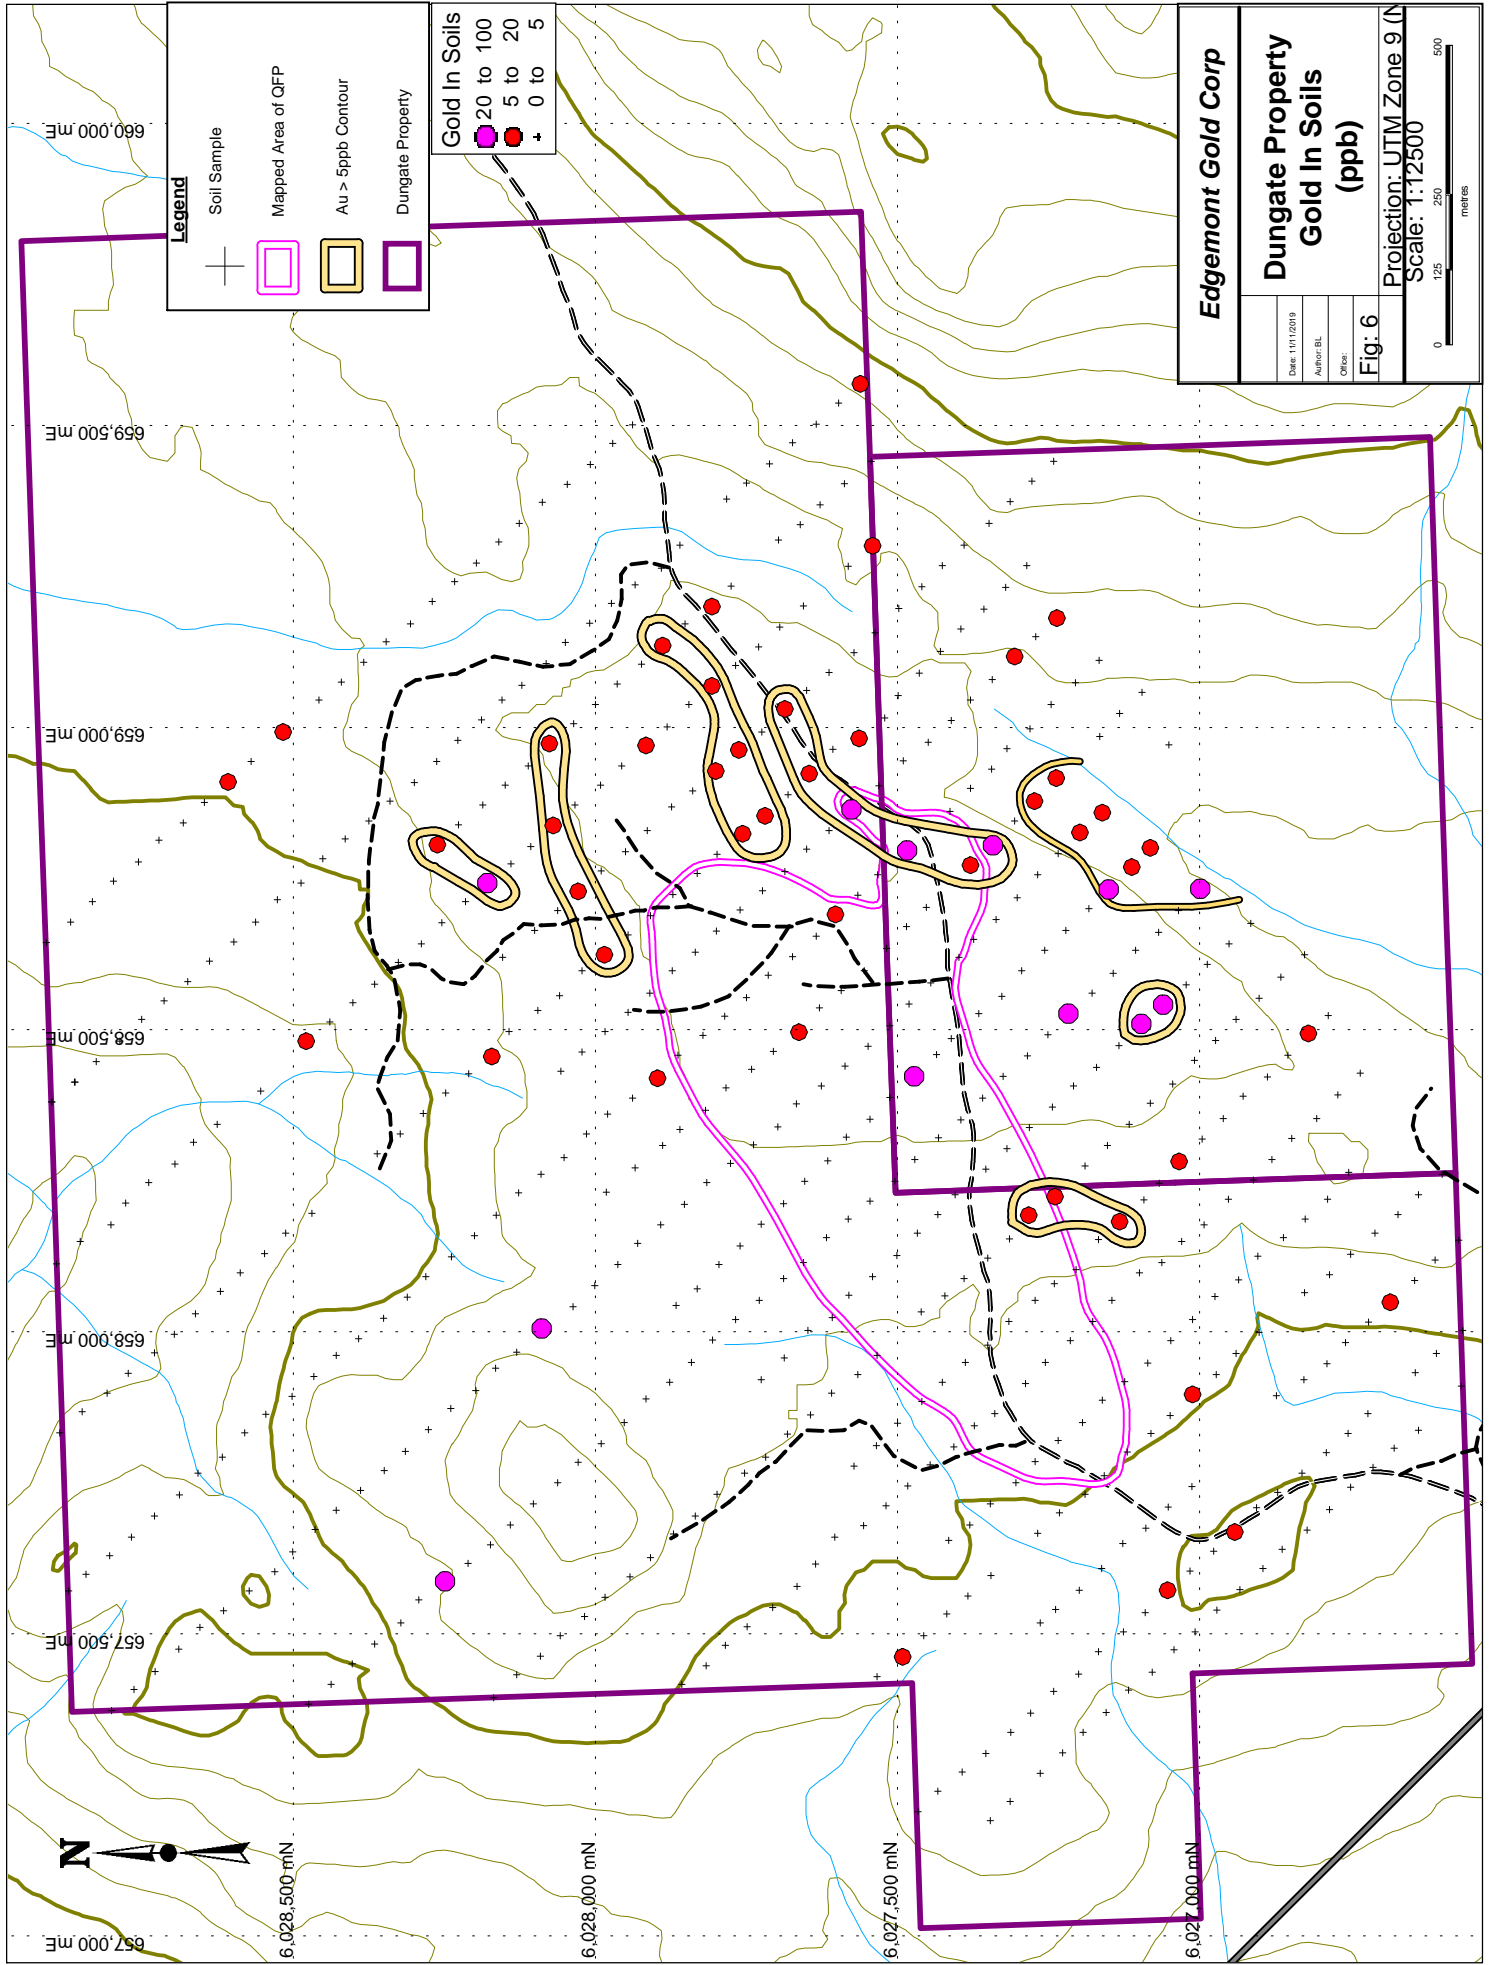 Legend
Soil Sample
Mapped Area of QFP
Au > 5ppb Contour
Dungate Property
Gold In Soils
20 to 100
5 to 20
0 to 5
660,000 mE
659,500 mE
659,000 mE
658,500 mE
658,000 mE
657,500 mE
657,000 mE
6,028,500 mN
6,028,000 mN
6,027,500 mN
6,027,000 mN
N
Edgemont Gold Corp
Dungate Property
Gold In Soils
(ppb)
Date: 11/11/2019
Author: BL
Office:
Fig: 6
Projection: UTM Zone 9 (N
Scale: 1:12500
0 125 250 500
metres